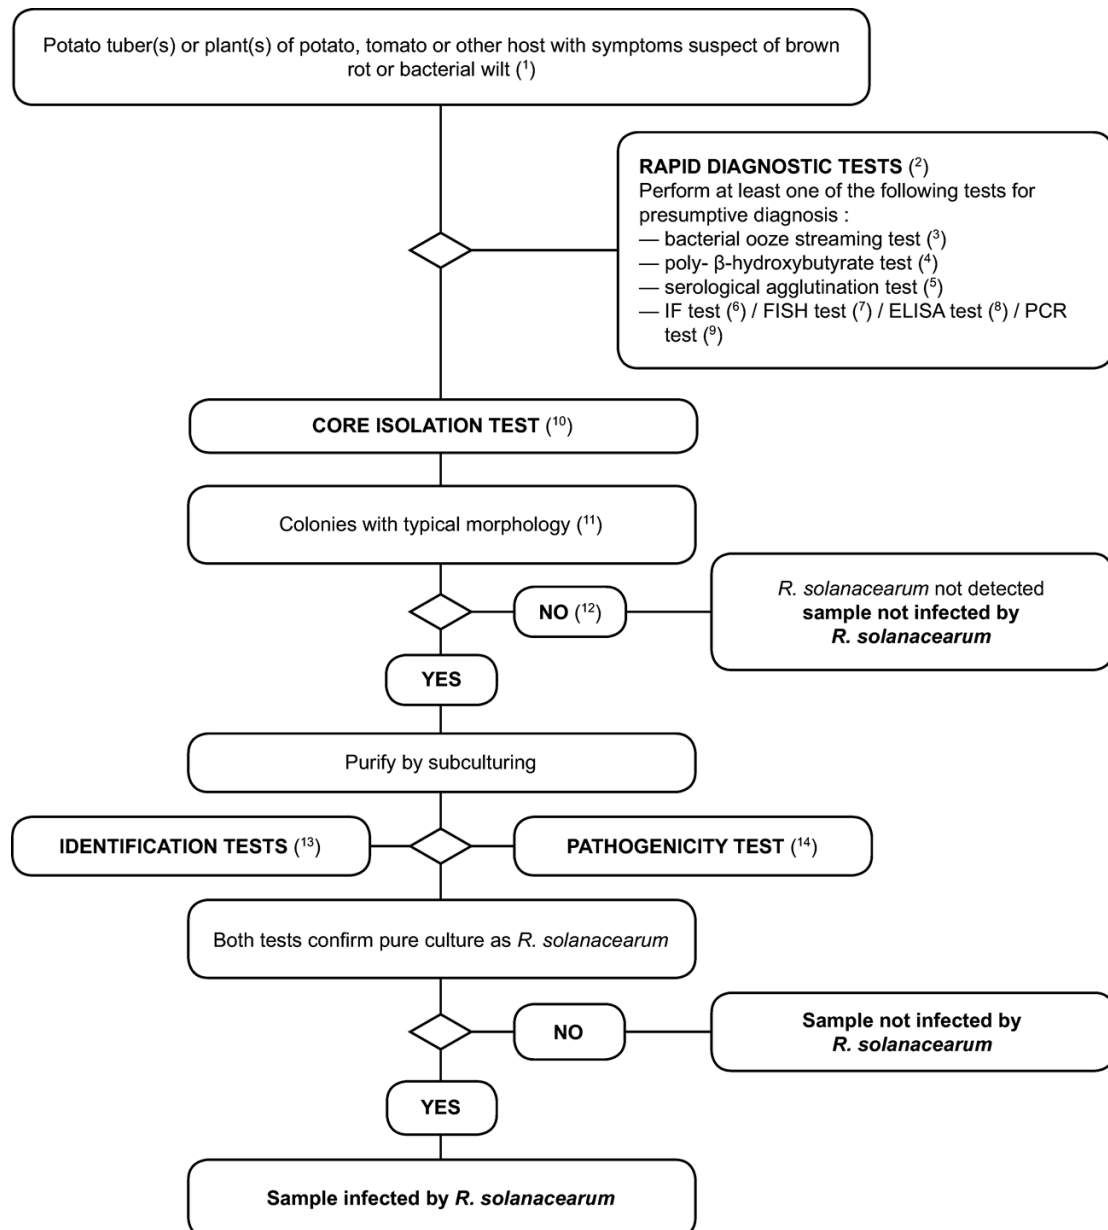 Potato tuber(s) or plant(s) of potato, tomato or other host with symptoms suspect of brown
rot or bacterial wilt (¹)
RAPID DIAGNOSTIC TESTS (²)
Perform at least one of the following tests for
presumptive diagnosis :
— bacterial ooze streaming test (³)
— poly- β-hydroxybutyrate test (⁴)
— serological agglutination test (⁵)
— IF test (⁶) / FISH test (⁷) / ELISA test (⁸) / PCR
test (⁹)
CORE ISOLATION TEST (¹⁰)
Colonies with typical morphology (¹¹)
NO (¹²)
R. solanacearum not detected
sample not infected by
R. solanacearum
YES
Purify by subculturing
IDENTIFICATION TESTS (¹³)
PATHOGENICITY TEST (¹⁴)
Both tests confirm pure culture as R. solanacearum
NO
Sample not infected by
R. solanacearum
YES
Sample infected by R. solanacearum